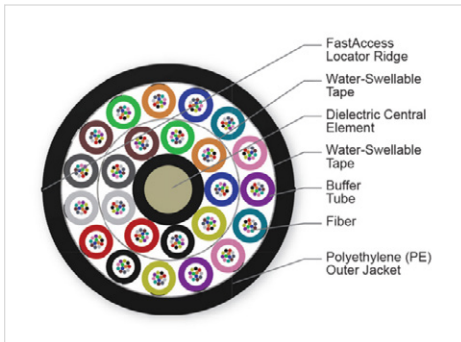 FastAccess
Locator Ridge
Water-Swellable
Tape
Dielectric Central
Element
Water-Swellable
Tape
Buffer
Tube
Fiber
Polyethylene (PE)
Outer Jacket